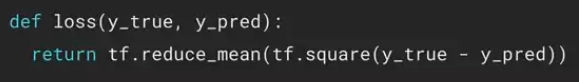 def loss(y_true, y_pred):
  return tf.reduce_mean(tf.square(y_true - y_pred))